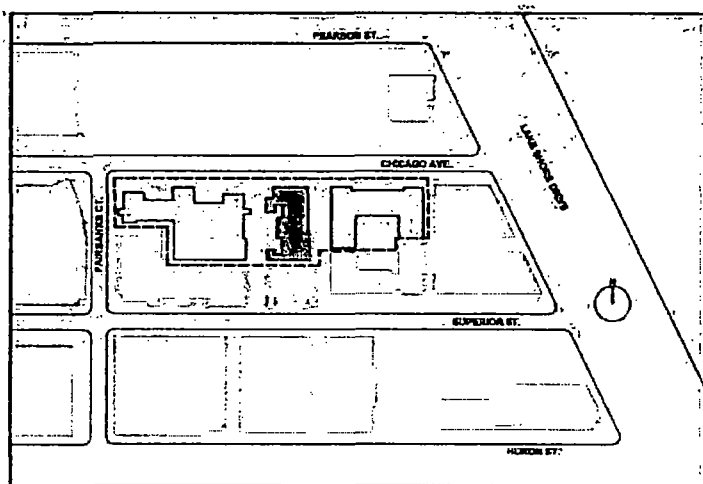 PEARSON ST.
CHICAGO AVE.
LAKE SHORE DRIVE
FAIRBANKS CT.
N
SUPERIOR ST.
HURON ST.